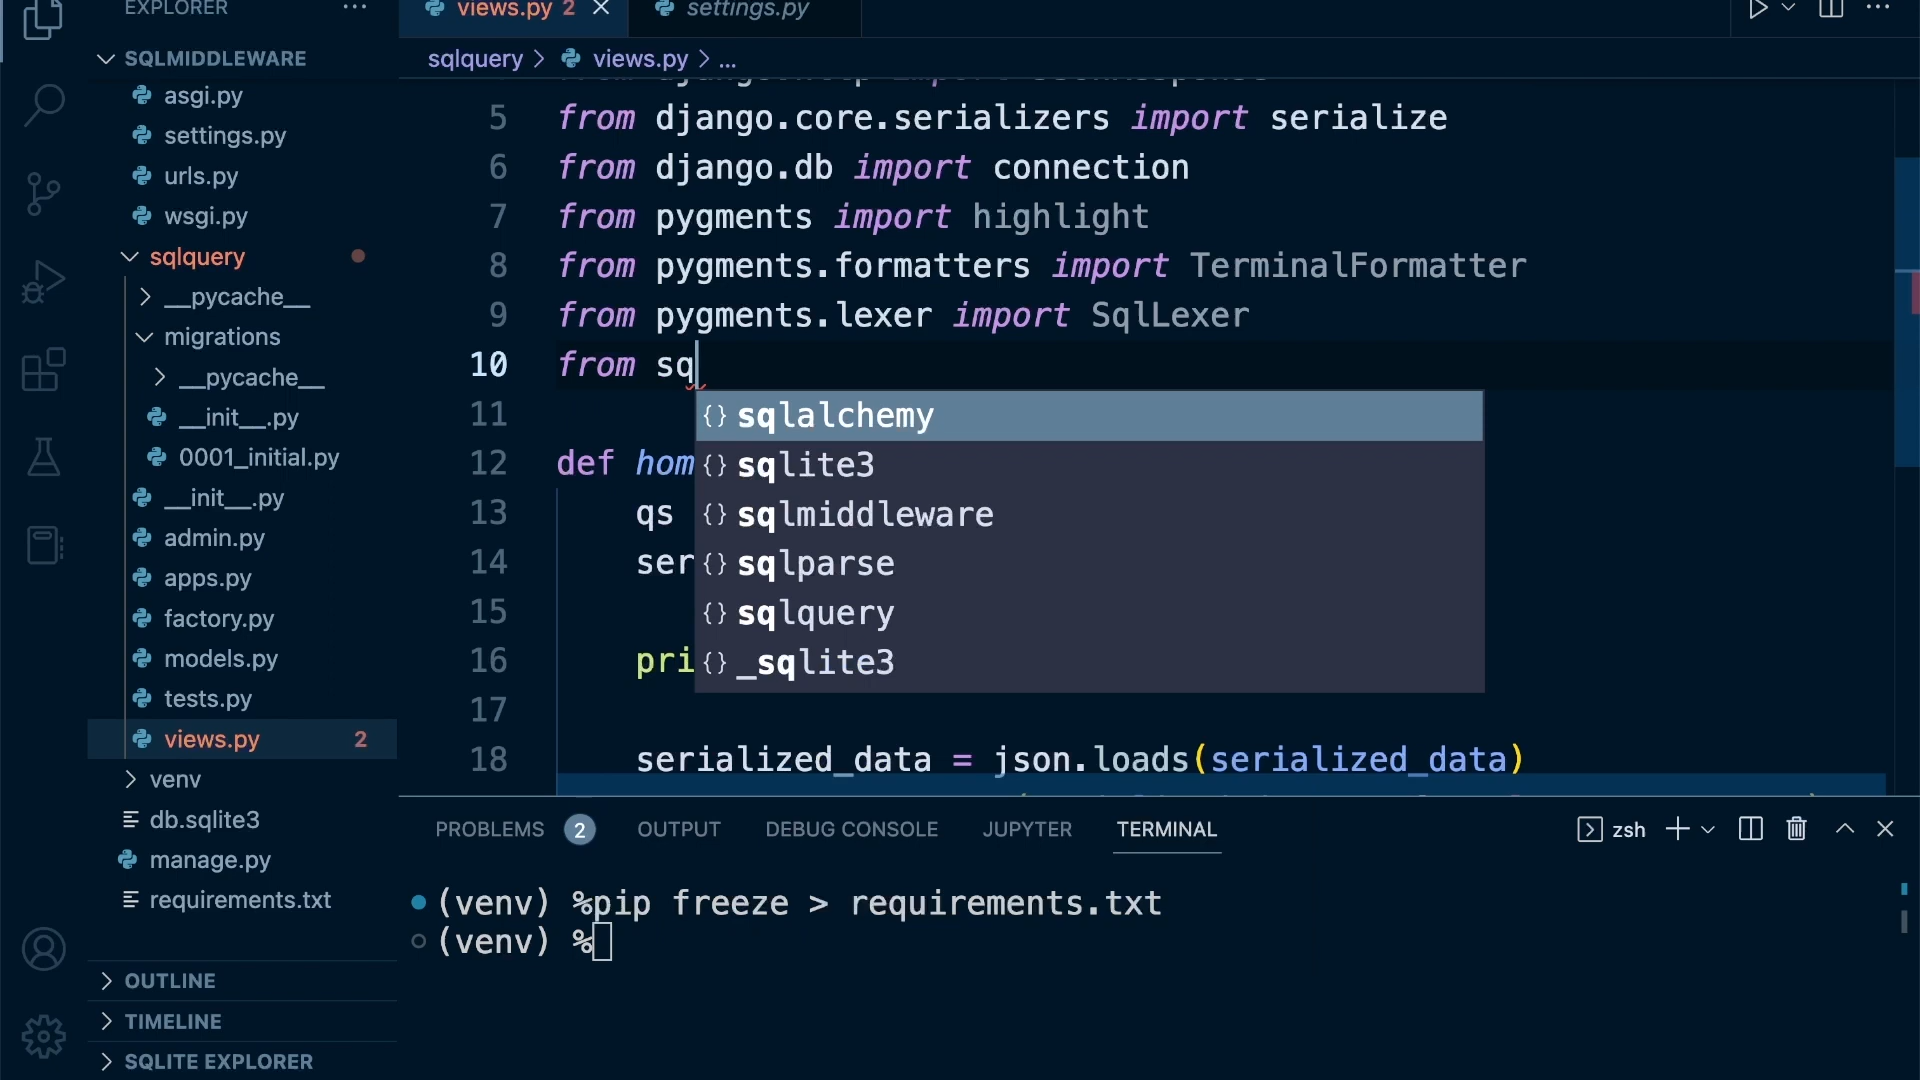 EXPLORER
views.py 2
settings.py
SQLMIDDLEWARE
sqlquery > views.py > ...
asgi.py
settings.py
urls.py
wsgi.py
sqlquery
__pycache__
migrations
__pycache__
__init__.py
0001_initial.py
__init__.py
admin.py
apps.py
factory.py
models.py
tests.py
views.py 2
venv
db.sqlite3
manage.py
requirements.txt
OUTLINE
TIMELINE
SQLITE EXPLORER
5 from django.core.serializers import serialize
6 from django.db import connection
7 from pygments import highlight
8 from pygments.formatters import TerminalFormatter
9 from pygments.lexer import SqlLexer
10 from sq
11
12 def hom
13 qs
14 ser
15
16 pri
17
18 serialized_data = json.loads(serialized_data)
{} sqlalchemy
{} sqlite3
{} sqlmiddleware
{} sqlparse
{} sqlquery
{} _sqlite3
PROBLEMS 2 OUTPUT DEBUG CONSOLE JUPYTER TERMINAL zsh
(venv) %pip freeze > requirements.txt
(venv) %